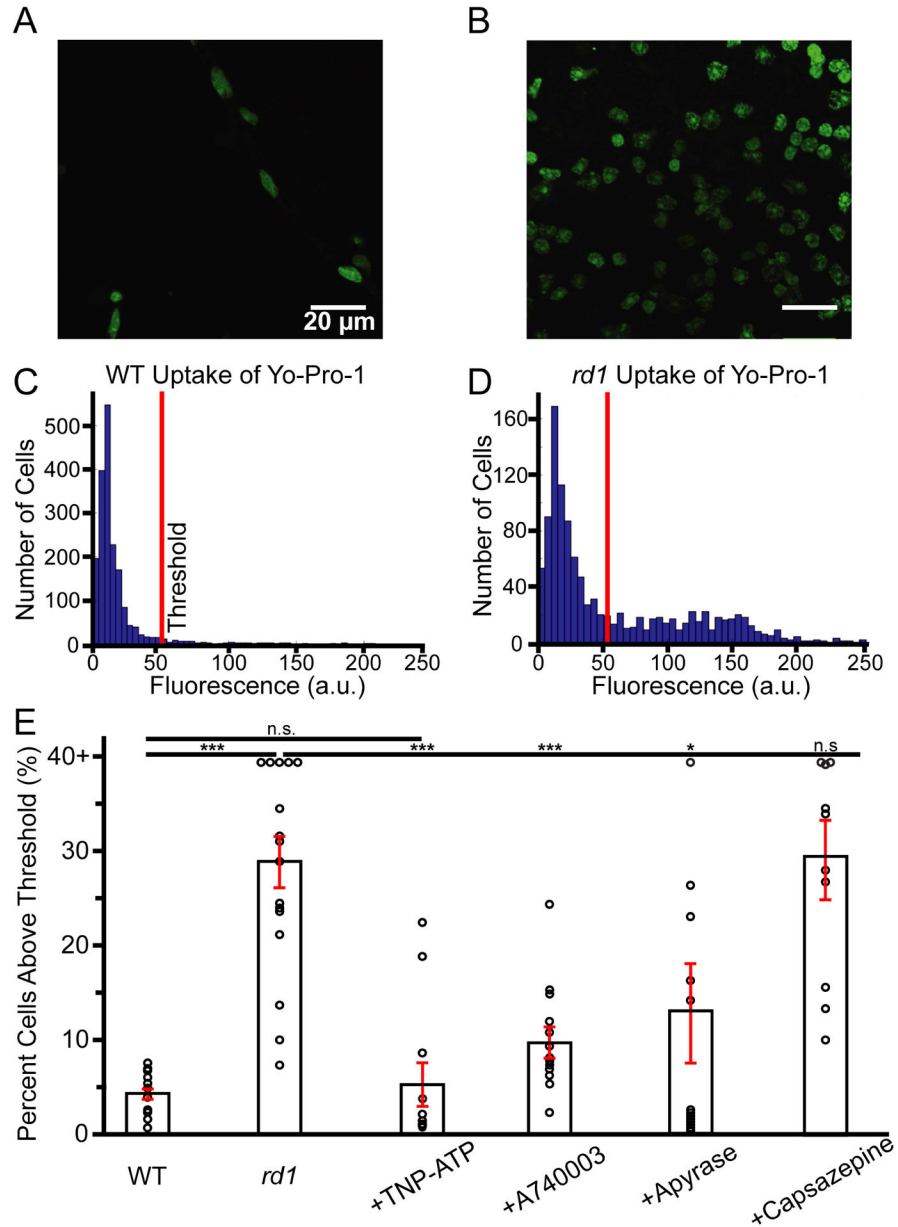 A
B
20 µm
C
WT Uptake of Yo-Pro-1
Number of Cells
500
400
300
200
100
0
Threshold
0 50 100 150 200 250
Fluorescence (a.u.)
D
rd1 Uptake of Yo-Pro-1
Number of Cells
160
120
80
40
0
0 50 100 150 200 250
Fluorescence (a.u.)
E
Percent Cells Above Threshold (%)
40+
30
20
10
0
n.s.
*** *** *** * n.s
WT rd1 +TNP-ATP +A740003 +Apyrase +Capsazepine